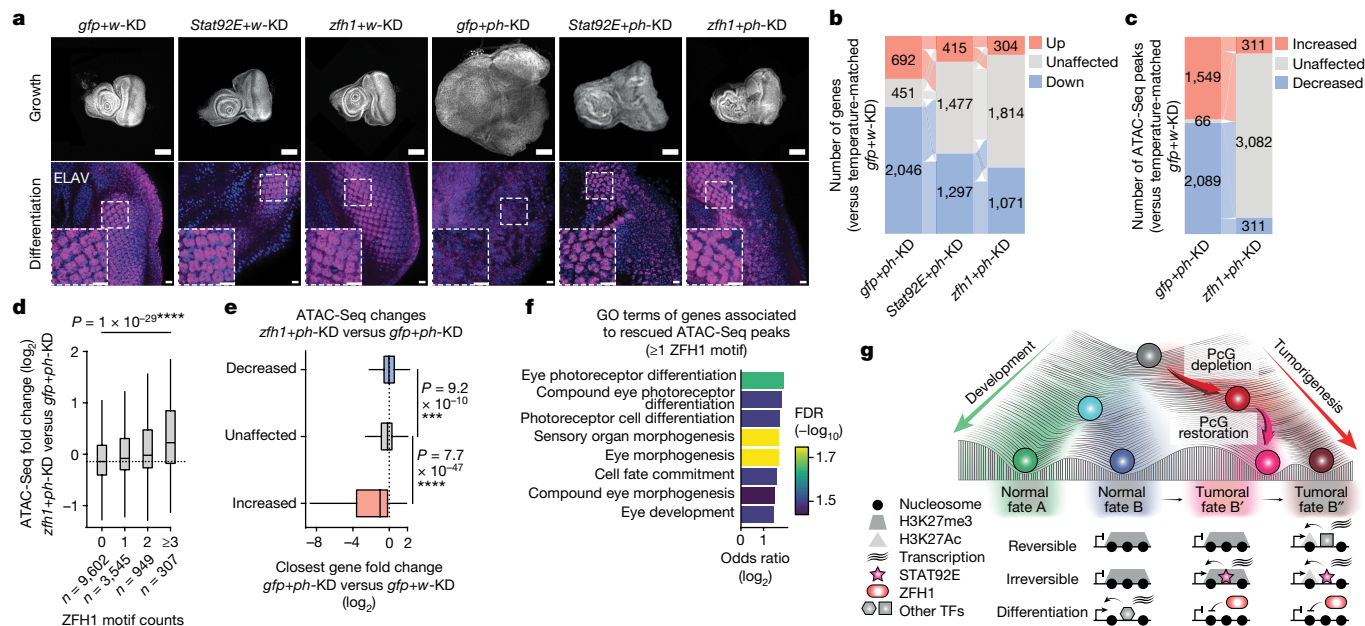 a
gfp+w-KD
Stat92E+w-KD
zfh1+w-KD
gfp+ph-KD
Stat92E+ph-KD
zfh1+ph-KD
Growth
Differentiation
ELAV
b
Number of genes
(versus temperature-matched
gfp+w-KD)
692
451
2,046
415
1,477
1,297
304
1,814
1,071
Up
Unaffected
Down
gfp+ph-KD
Stat92E+ph-KD
zfh1+ph-KD
c
Number of ATAC-Seq peaks
(versus temperature-matched
gfp+w-KD)
1,549
66
2,089
311
3,082
311
Increased
Unaffected
Decreased
gfp+ph-KD
zfh1+ph-KD
d
P = 1 × 10⁻²⁹****
ATAC-Seq fold change (log₂)
zfh1+ph-KD versus gfp+ph-KD
2
1
0
−1
0
1
2
≥3
n = 9,602
n = 3,545
n = 949
n = 307
ZFH1 motif counts
e
ATAC-Seq changes
zfh1+ph-KD versus gfp+ph-KD
Decreased
Unaffected
Increased
P = 9.2
× 10⁻¹⁰
***
P = 7.7
× 10⁻⁴⁷
****
−8
−4
0
2
Closest gene fold change
gfp+ph-KD versus gfp+w-KD
(log₂)
f
GO terms of genes associated
to rescued ATAC-Seq peaks
(≥1 ZFH1 motif)
Eye photoreceptor differentiation
Compound eye photoreceptor
differentiation
Photoreceptor cell differentiation
Sensory organ morphogenesis
Eye morphogenesis
Cell fate commitment
Compound eye morphogenesis
Eye development
0
1
Odds ratio
(log₂)
FDR
(−log₁₀)
1.7
1.5
g
Development
PcG
depletion
Tumorigenesis
PcG
restoration
Normal
fate A
Normal
fate B
Tumoral
fate B′
Tumoral
fate B″
Nucleosome
H3K27me3
H3K27Ac
Transcription
STAT92E
ZFH1
Other TFs
Reversible
Irreversible
Differentiation